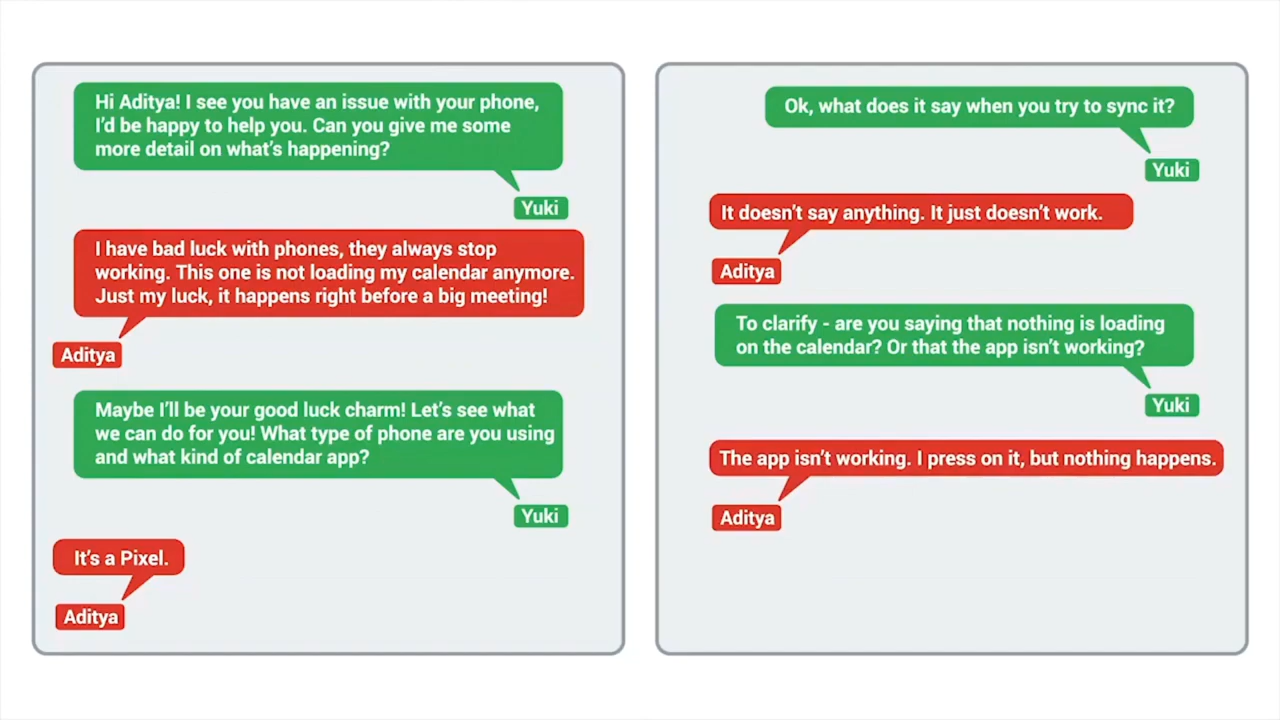 Hi Aditya! I see you have an issue with your phone,
I'd be happy to help you. Can you give me some
more detail on what's happening?
Yuki
I have bad luck with phones, they always stop
working. This one is not loading my calendar anymore.
Just my luck, it happens right before a big meeting!
Aditya
Maybe I'll be your good luck charm! Let's see what
we can do for you! What type of phone are you using
and what kind of calendar app?
Yuki
It's a Pixel.
Aditya
Ok, what does it say when you try to sync it?
Yuki
It doesn't say anything. It just doesn't work.
Aditya
To clarify - are you saying that nothing is loading
on the calendar? Or that the app isn't working?
Yuki
The app isn't working. I press on it, but nothing happens.
Aditya